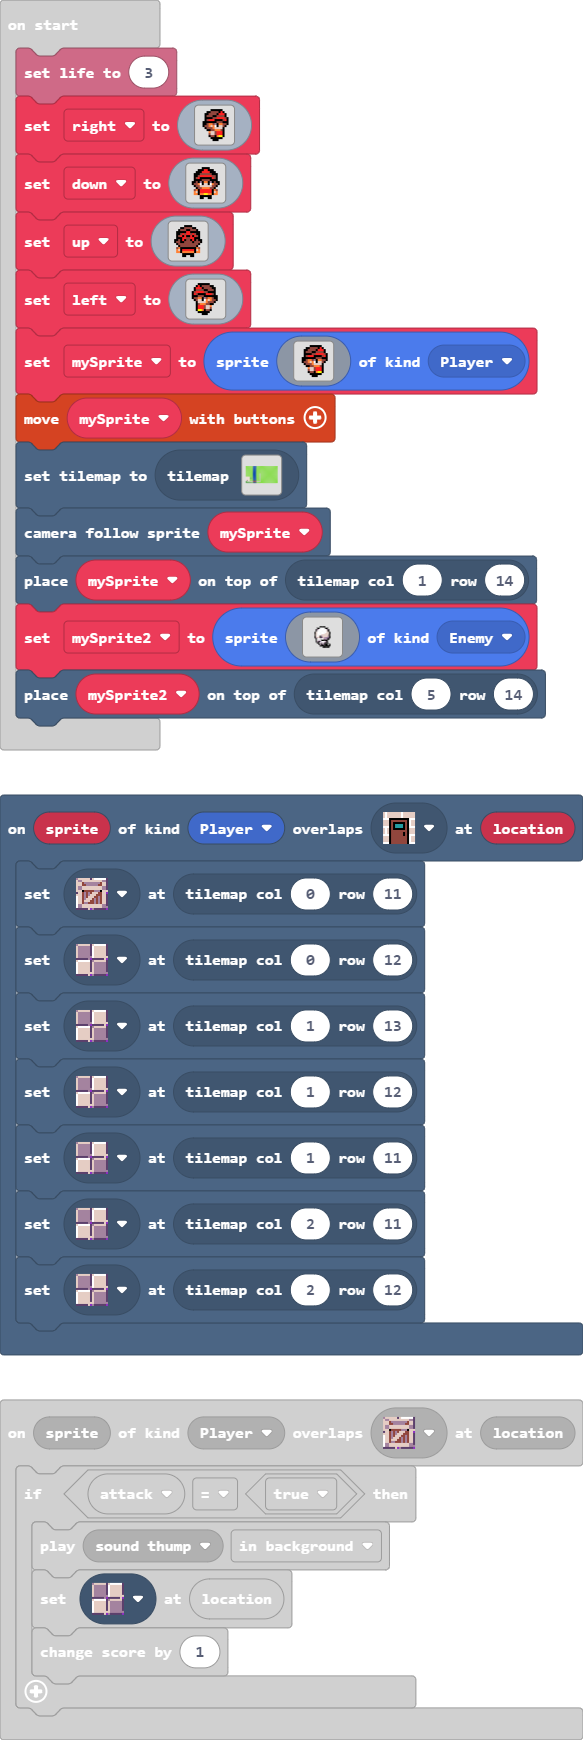 on start
set life to 3
set right to
set down to
set up to
set left to
set mySprite to sprite of kind Player
move mySprite with buttons
set tilemap to tilemap
camera follow sprite mySprite
place mySprite on top of tilemap col 1 row 14
set mySprite2 to sprite of kind Enemy
place mySprite2 on top of tilemap col 5 row 14
on sprite of kind Player overlaps at location
set at tilemap col 0 row 11
set at tilemap col 0 row 12
set at tilemap col 1 row 13
set at tilemap col 1 row 12
set at tilemap col 1 row 11
set at tilemap col 2 row 11
set at tilemap col 2 row 12
on sprite of kind Player overlaps at location
if attack = true then
play sound thump in background
set at location
change score by 1